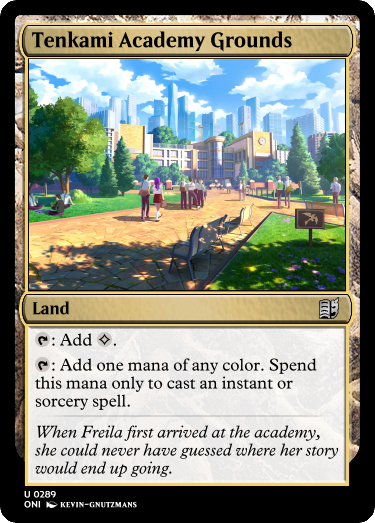 Tenkami Academy Grounds
Land
: Add .
: Add one mana of any color. Spend
this mana only to cast an instant or
sorcery spell.
When Freila first arrived at the academy,
she could never have guessed where her story
would end up going.
U 0289
ONI KEVIN-GNUTZMANS